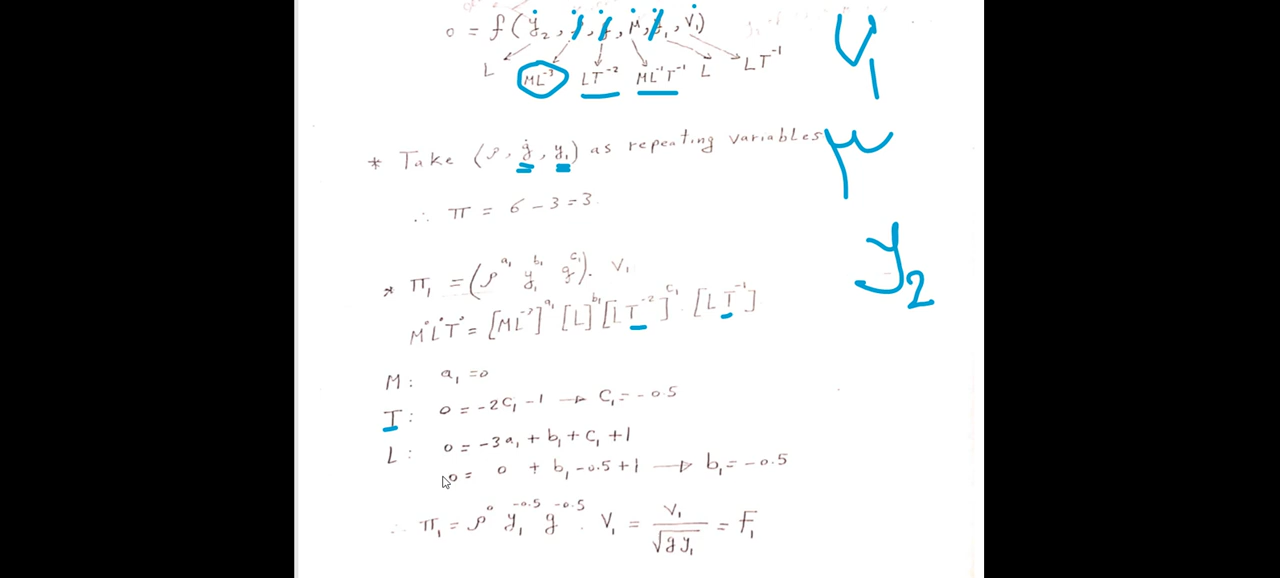 0 = f(y₂, ρ, g, μ, y₁, V₁)
L ML⁻³ LT⁻² ML⁻¹T⁻¹ L LT⁻¹
* Take (ρ, g, y₁) as repeating variables
∴ π = 6 - 3 = 3
* π₁ = (ρ^a₁ y₁^b₁ g^c₁). V₁
M⁰L⁰T⁰ = [ML⁻³]^a₁ [L]^b₁ [LT⁻²]^c₁ . [LT⁻¹]
M: a₁ = 0
T: 0 = -2c₁ - 1 → c₁ = -0.5
L: 0 = -3a₁ + b₁ + c₁ + 1
0 = 0 + b₁ - 0.5 + 1 → b₁ = -0.5
∴ π₁ = ρ⁰ y₁^-0.5 g^-0.5 . V₁ = V₁ / √(g y₁) = F₁
V₁
μ
y₂